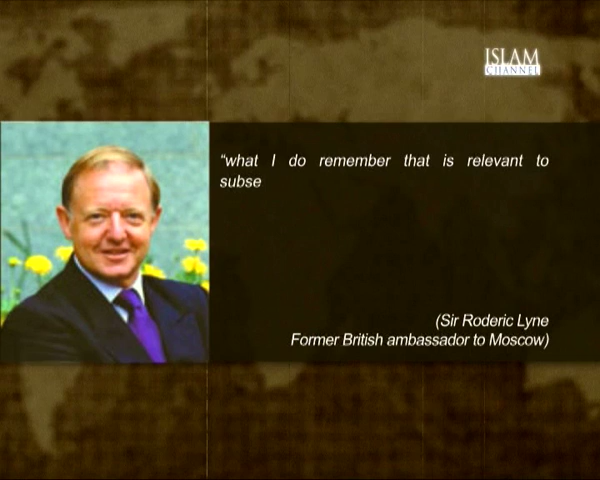 ISLAM
CHANNEL
“what I do remember that is relevant to
subse
(Sir Roderic Lyne
Former British ambassador to Moscow)